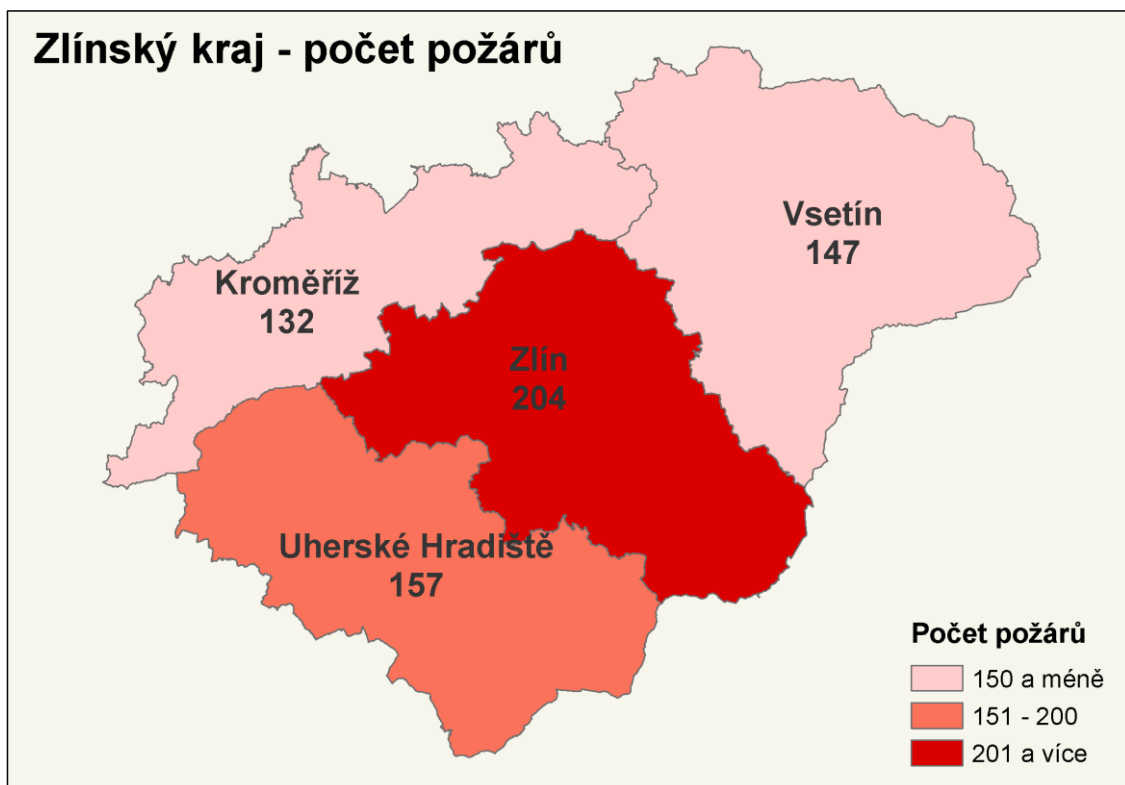 Zlínský kraj - počet požárů
Vsetín
147
Kroměříž
132
Zlín
204
Uherské Hradiště
157
Počet požárů
150 a méně
151 - 200
201 a více